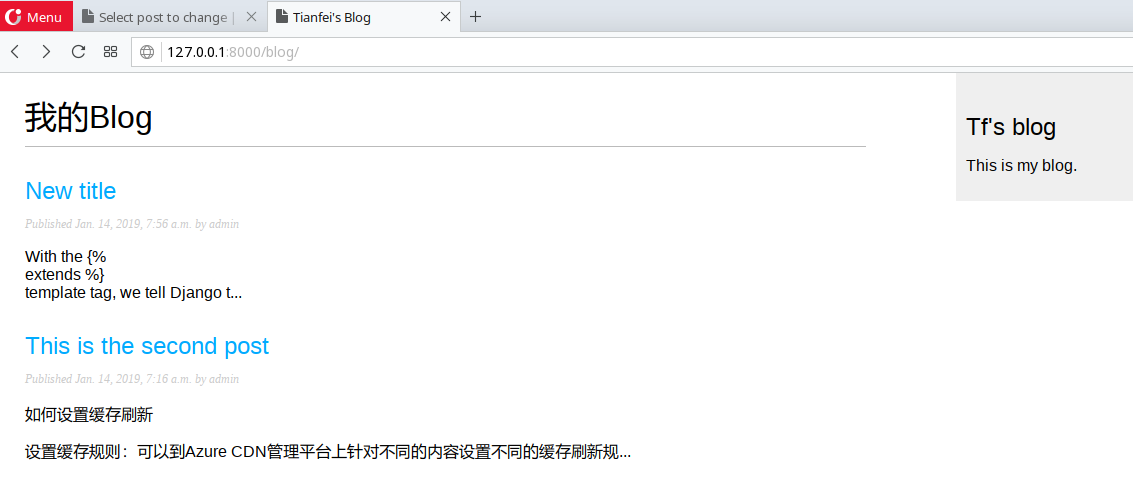 Menu
Select post to change |
Tianfei's Blog
127.0.0.1:8000/blog/
我的Blog
New title
Published Jan. 14, 2019, 7:56 a.m. by admin
With the {%
extends %}
template tag, we tell Django t...
This is the second post
Published Jan. 14, 2019, 7:16 a.m. by admin
如何设置缓存刷新
设置缓存规则：可以到Azure CDN管理平台上针对不同的内容设置不同的缓存刷新规...
Tf's blog
This is my blog.